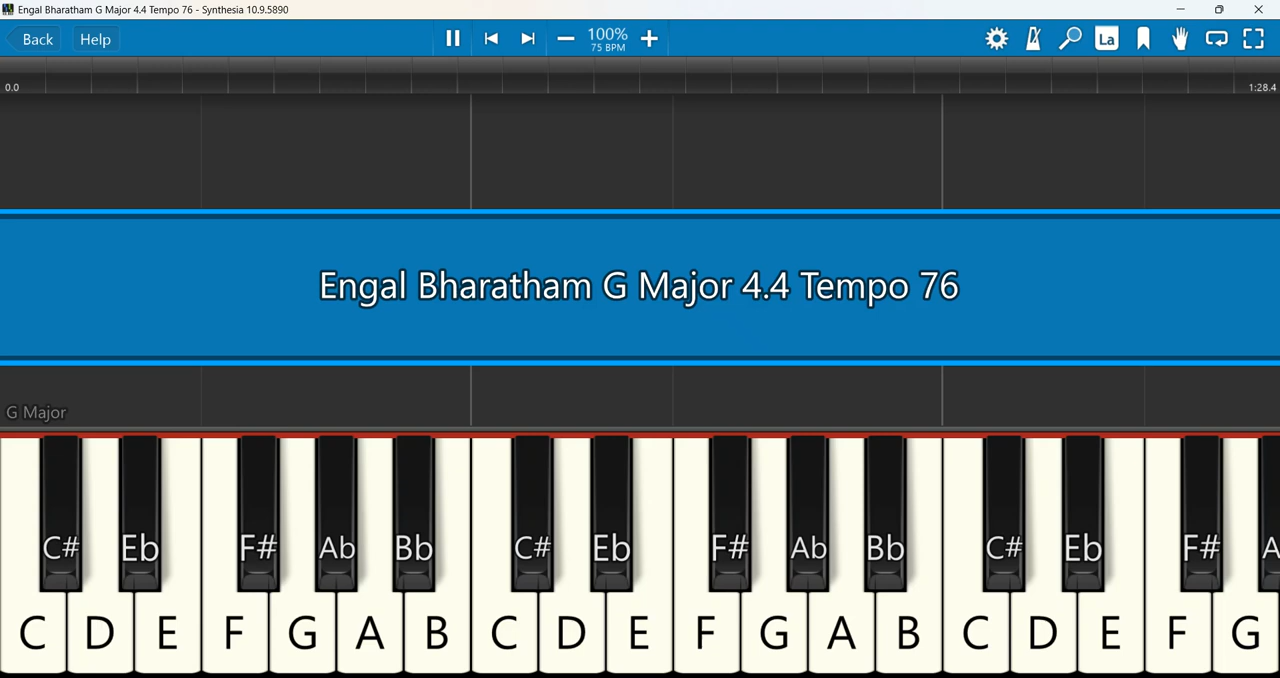 Engal Bharatham G Major 4.4 Tempo 76 - Synthesia 10.9.5890
Back Help 100% La
75 BPM
0.0 1:28.4
Engal Bharatham G Major 4.4 Tempo 76
G Major
C# Eb F# Ab Bb C# Eb F# Ab Bb C# Eb F# A
C D E F G A B C D E F G A B C D E F G